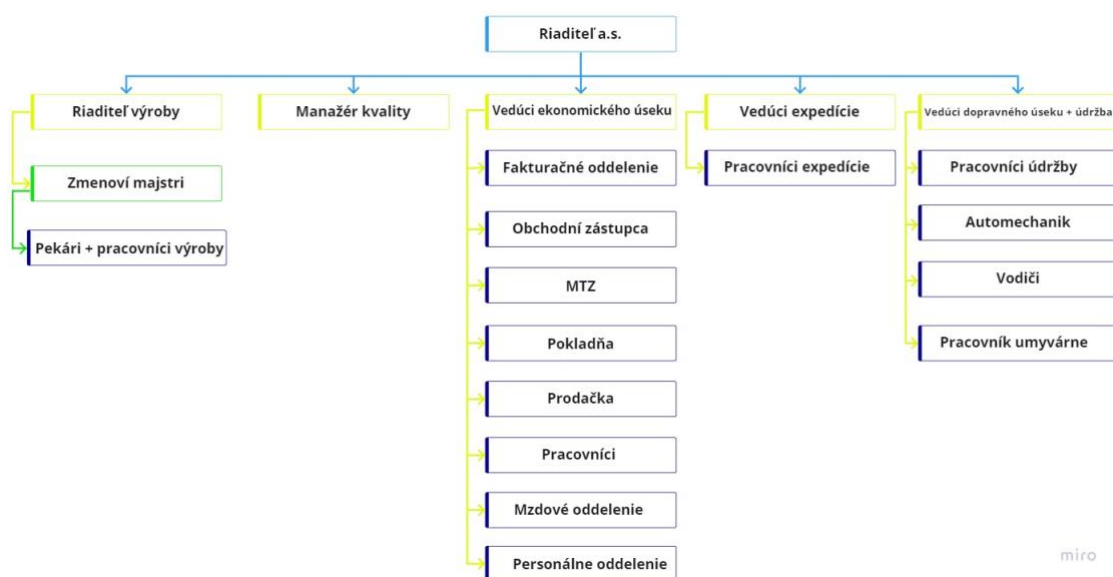 Riaditeľ a.s.
Riaditeľ výroby
Manažér kvality
Vedúci ekonomického úseku
Vedúci expedície
Vedúci dopravného úseku + údržba
Zmenoví majstri
Pekári + pracovníci výroby
Fakturačné oddelenie
Obchodní zástupca
MTZ
Pokladňa
Prodačka
Pracovníci
Mzdové oddelenie
Personálne oddelenie
Pracovníci expedície
Pracovníci údržby
Automechanik
Vodiči
Pracovník umyvárne
miro